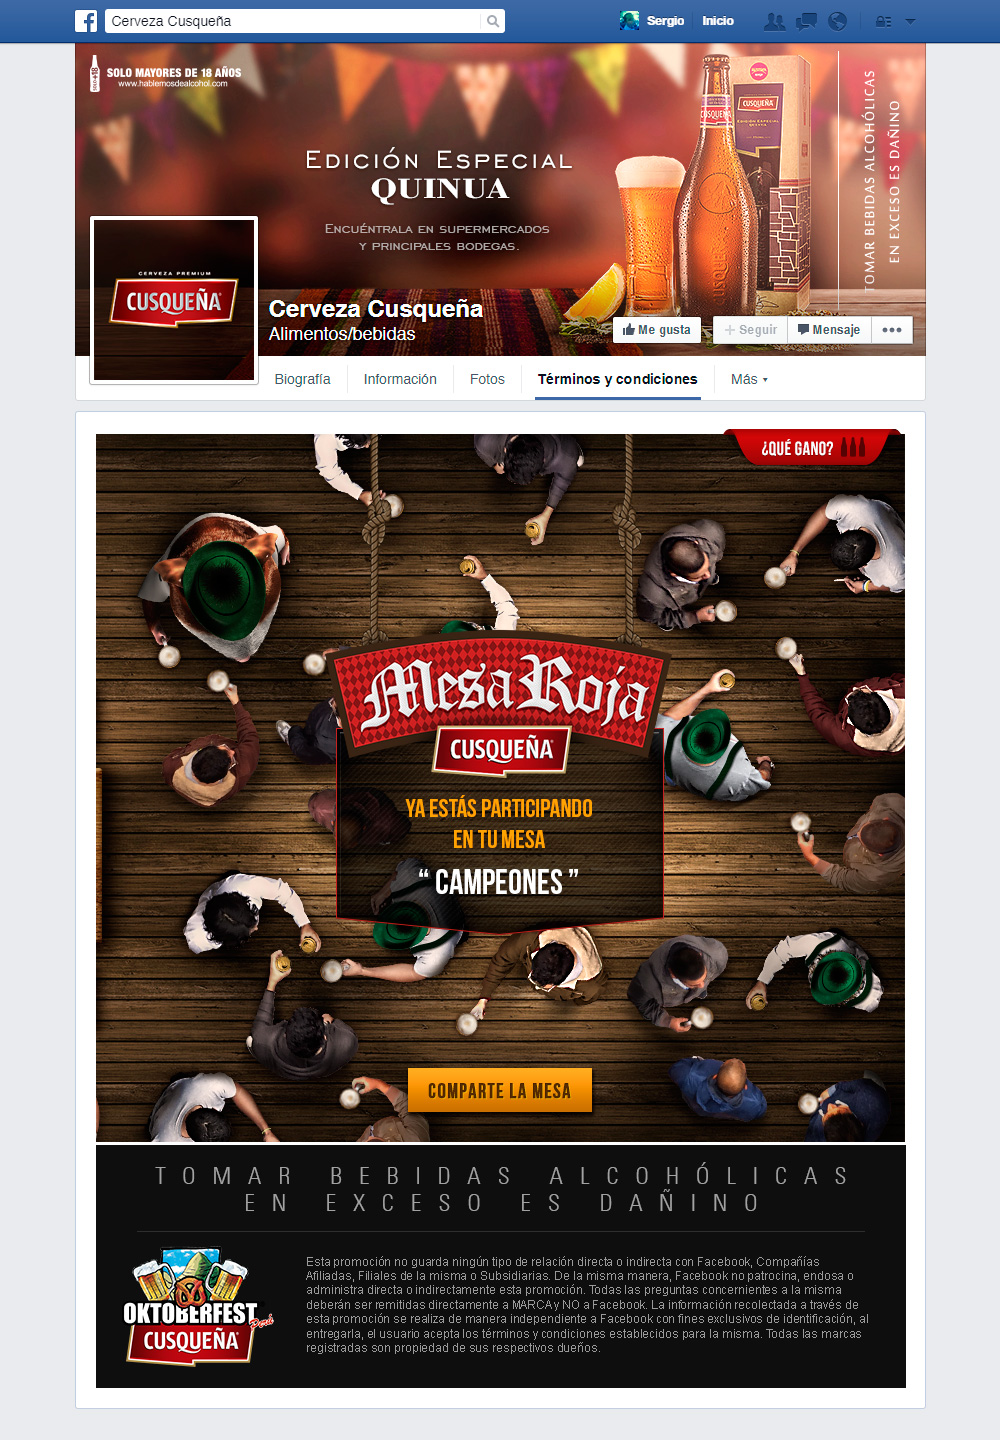 Cerveza Cusqueña
Sergio
Inicio
SOLO MAYORES DE 18 AÑOS
www.hablemosdealcohol.com
EDICIÓN ESPECIAL
QUINUA
ENCUÉNTRALA EN SUPERMERCADOS
Y PRINCIPALES BODEGAS.
CUSQUEÑA
CUSQUEÑA
CUSQUEÑA
EDICIÓN ESPECIAL
QUINUA
TOMAR BEBIDAS ALCOHÓLICAS
EN EXCESO ES DAÑINO
CERVEZA PREMIUM
CUSQUEÑA
Cerveza Cusqueña
Alimentos/bebidas
Me gusta
Seguir
Mensaje
Biografía
Información
Fotos
Términos y condiciones
Más
¿QUÉ GANO?
Mesa Roja
CUSQUEÑA
YA ESTÁS PARTICIPANDO
EN TU MESA
“ CAMPEONES ”
COMPARTE LA MESA
TOMAR BEBIDAS ALCOHÓLICAS
EN EXCESO ES DAÑINO
OKTOBERFEST
Perú
CUSQUEÑA
Esta promoción no guarda ningún tipo de relación directa o indirecta con Facebook, Compañías
Afiliadas, Filiales de la misma o Subsidiarias. De la misma manera, Facebook no patrocina, endosa o
administra directa o indirectamente esta promoción. Todas las preguntas concernientes a la misma
deberán ser remitidas directamente a MARCA y NO a Facebook. La información recolectada a través de
esta promoción se realiza de manera independiente a Facebook con fines exclusivos de identificación, al
entregarla, el usuario acepta los términos y condiciones establecidos para la misma. Todas las marcas
registradas son propiedad de sus respectivos dueños.